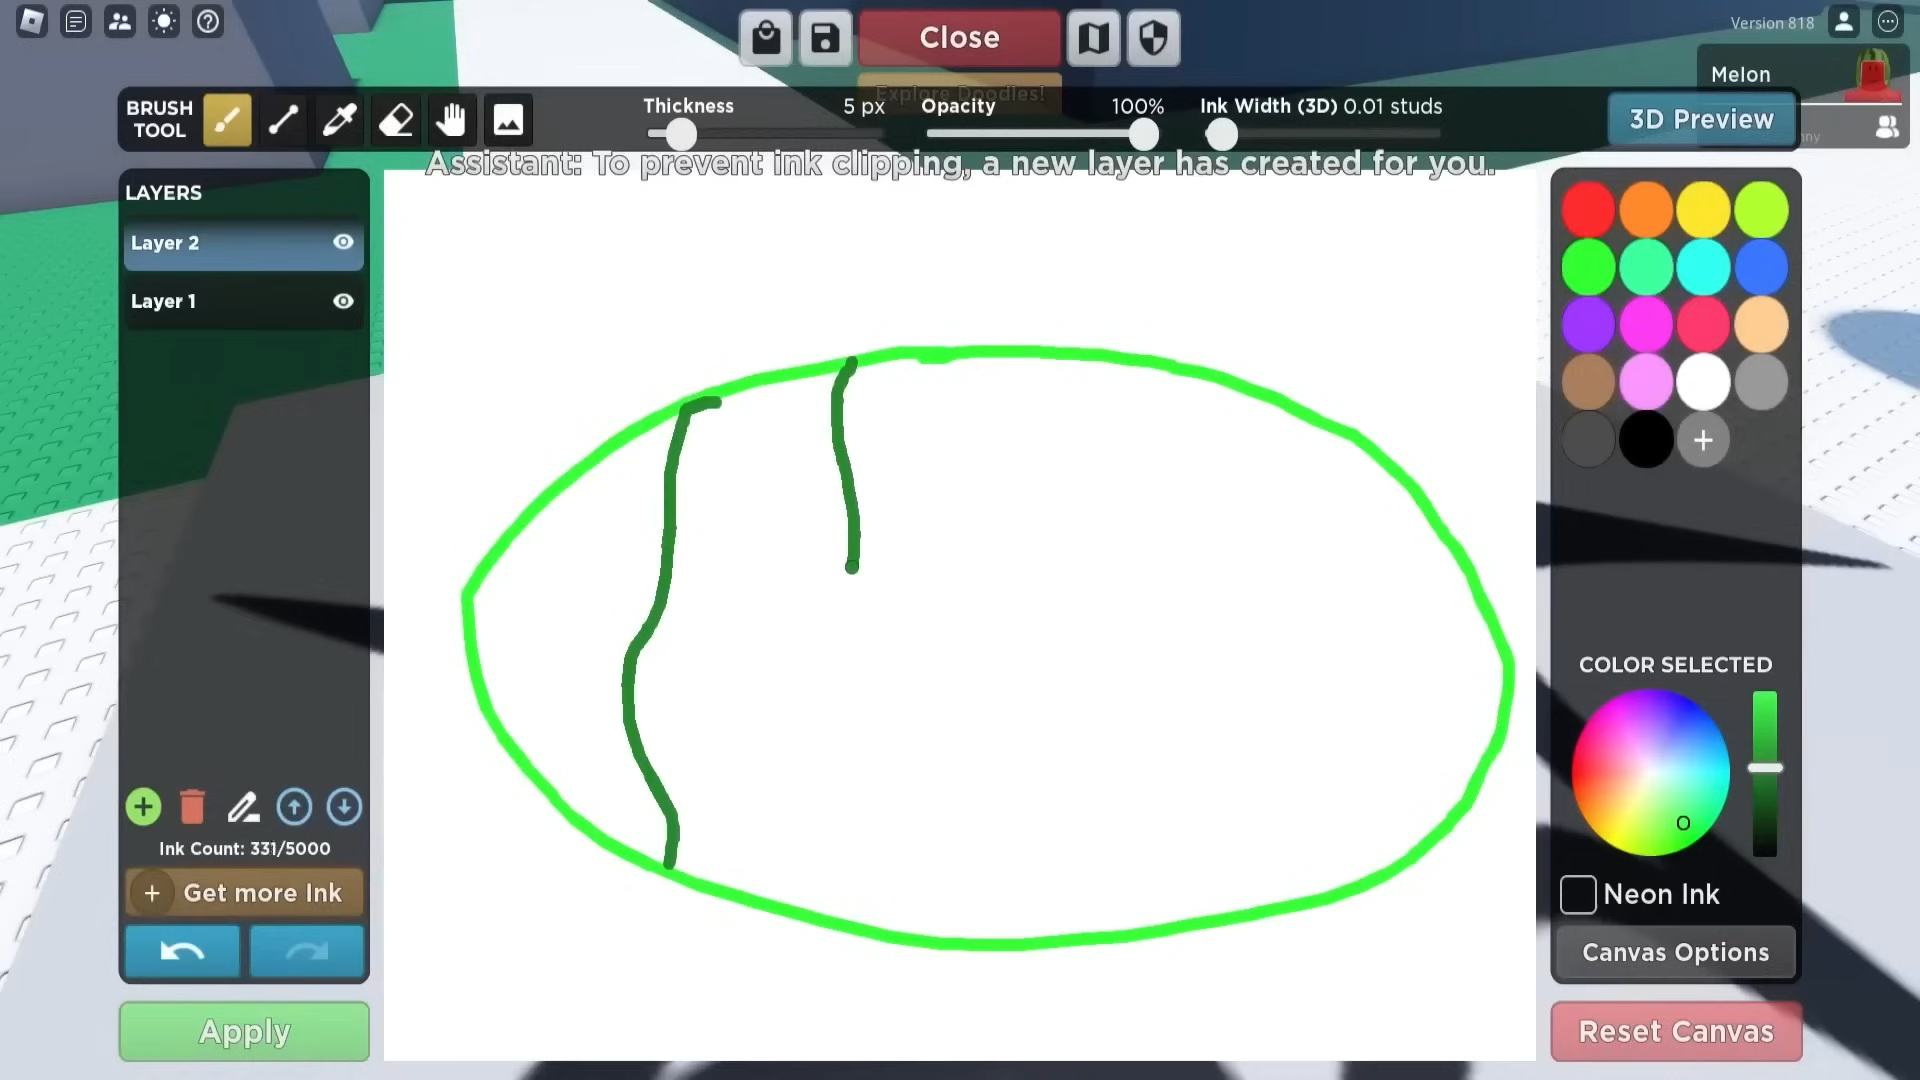 Close
Version 818
Explore Doodles!
Melon
BRUSH
TOOL
Thickness
5 px
Opacity
100%
Ink Width (3D) 0.01 studs
3D Preview
Assistant: To prevent ink clipping, a new layer has created for you.
LAYERS
Layer 2
Layer 1
COLOR SELECTED
Ink Count: 331/5000
+ Get more Ink
Neon Ink
Canvas Options
Apply
Reset Canvas